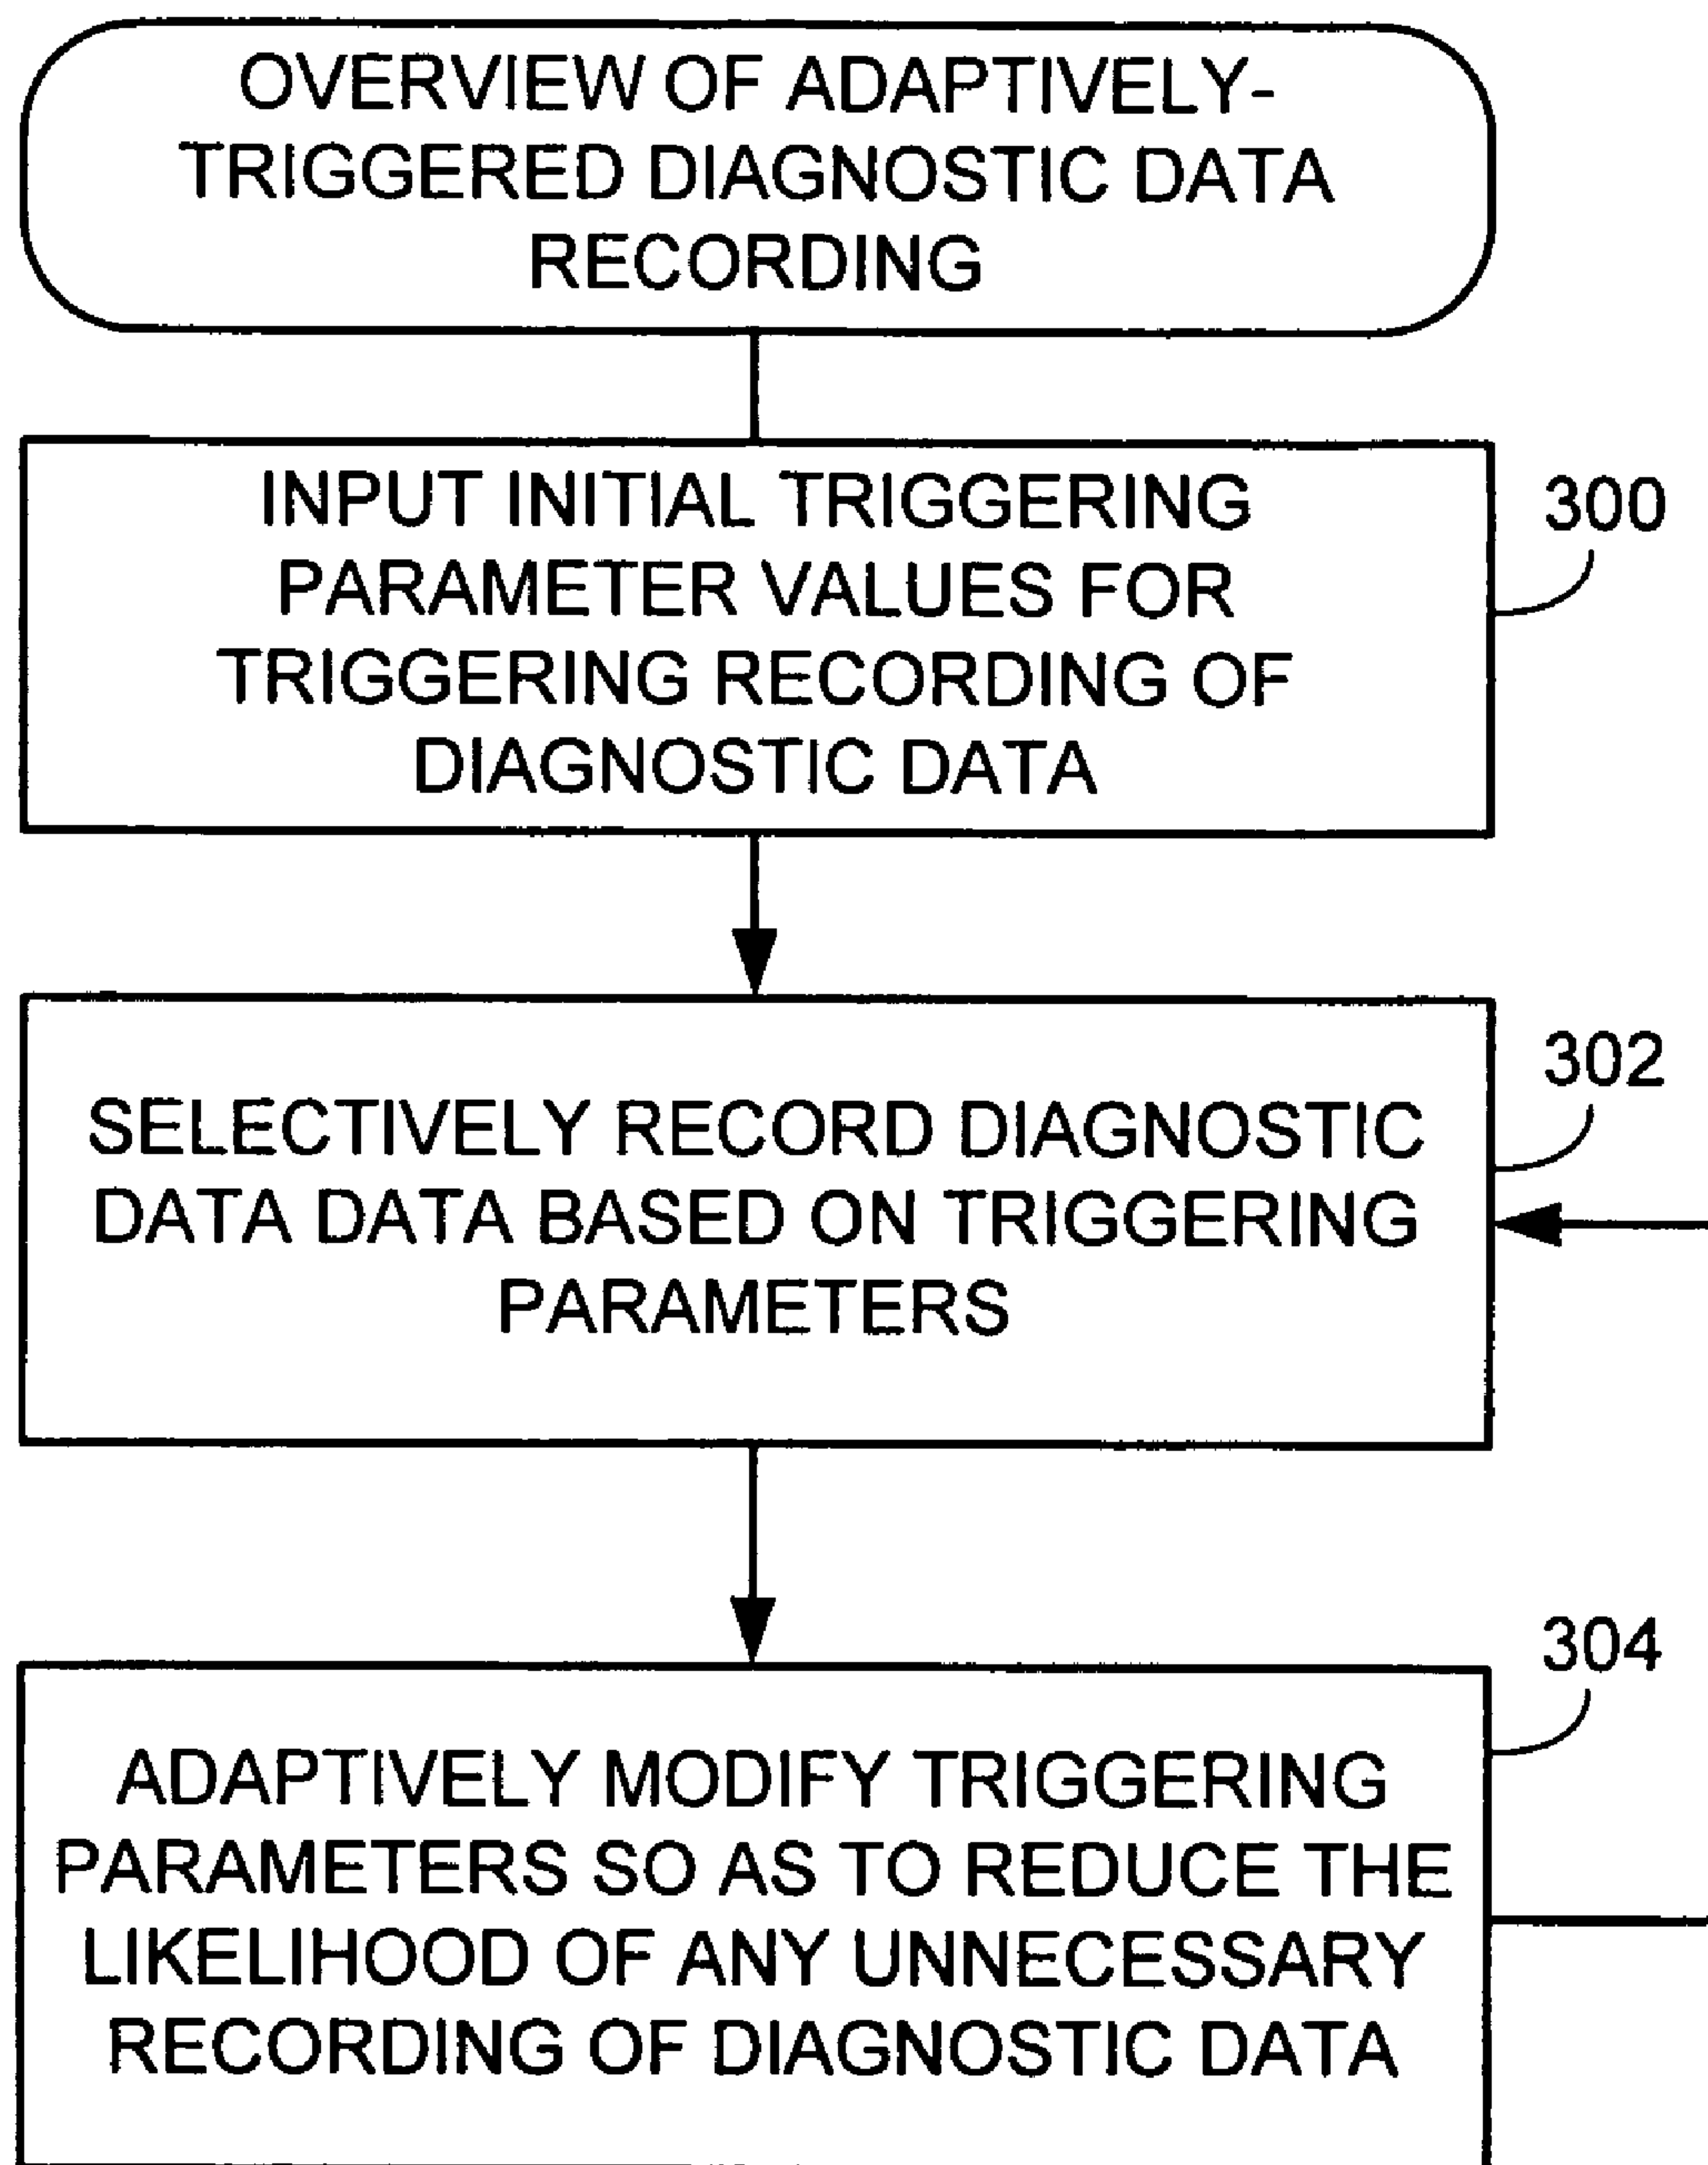 OVERVIEW OF ADAPTIVELY-
TRIGGERED DIAGNOSTIC DATA
RECORDING
INPUT INITIAL TRIGGERING
PARAMETER VALUES FOR
TRIGGERING RECORDING OF
DIAGNOSTIC DATA
300
SELECTIVELY RECORD DIAGNOSTIC
DATA DATA BASED ON TRIGGERING
PARAMETERS
302
ADAPTIVELY MODIFY TRIGGERING
PARAMETERS SO AS TO REDUCE THE
LIKELIHOOD OF ANY UNNECESSARY
RECORDING OF DIAGNOSTIC DATA
304